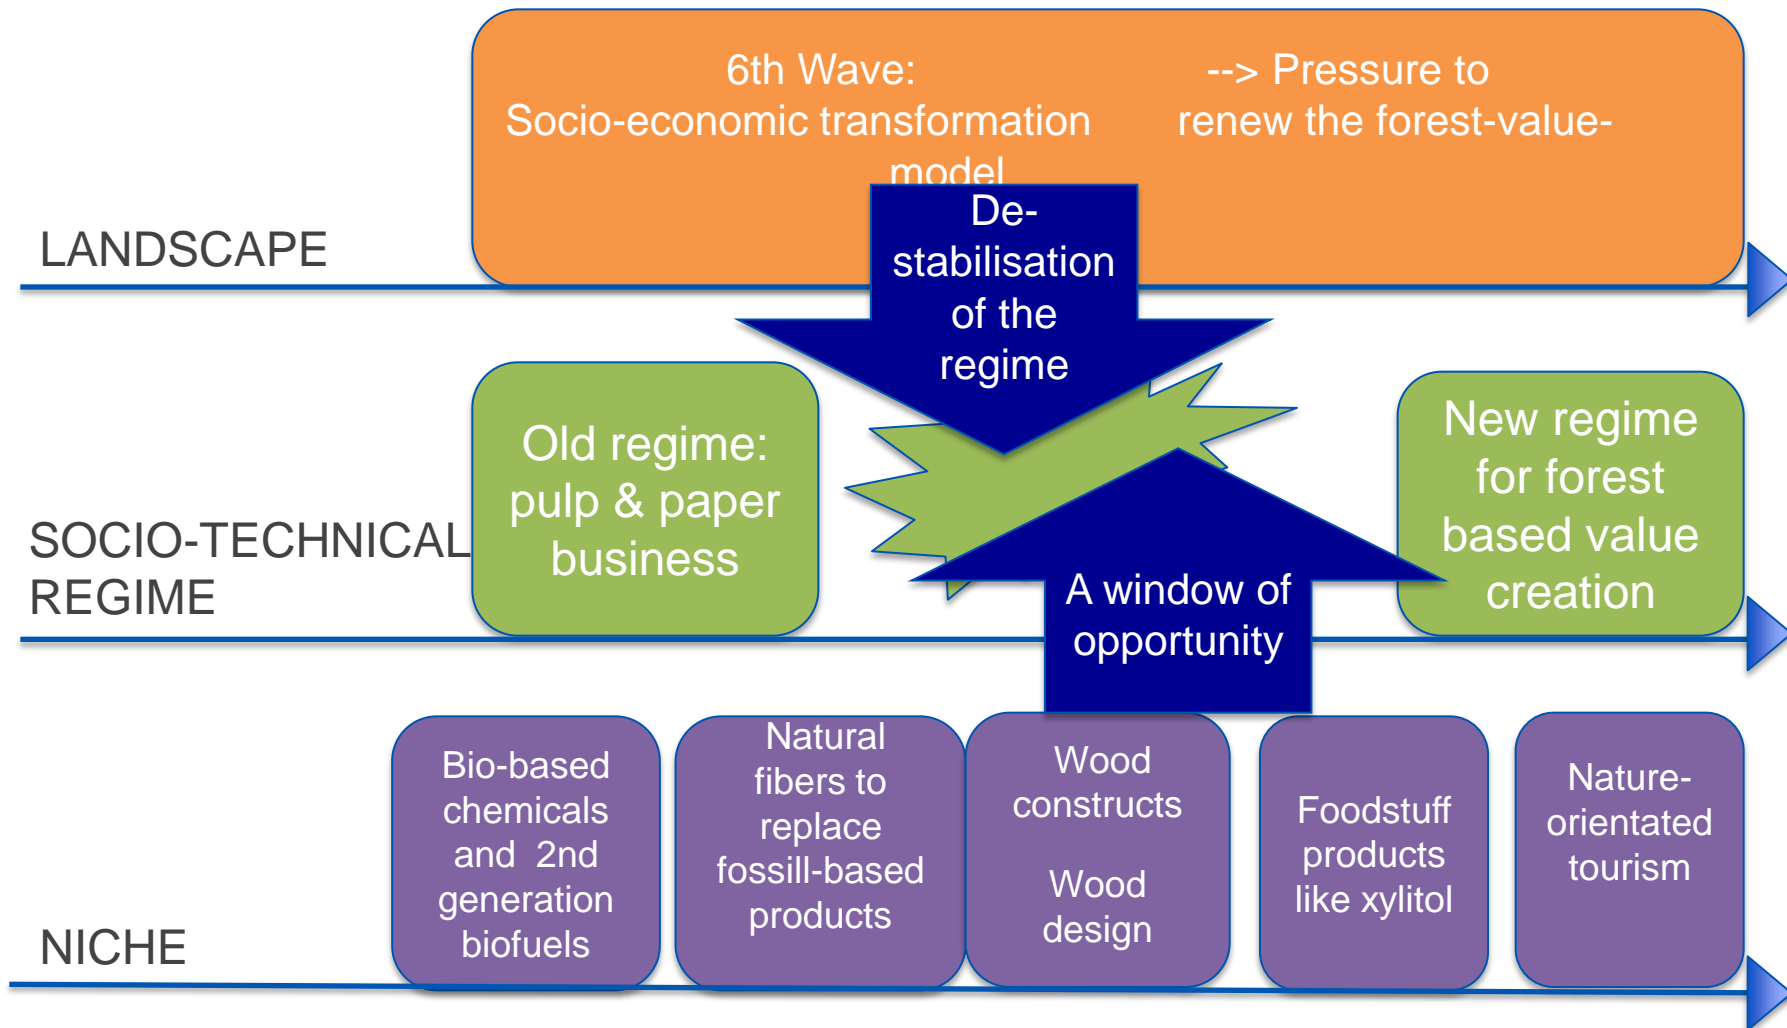 6th Wave: --> Pressure to
Socio-economic transformation renew the forest-value-
model
LANDSCAPE
De-
stabilisation
of the
regime
SOCIO-TECHNICAL
REGIME
Old regime:
pulp & paper
business
A window of
opportunity
New regime
for forest
based value
creation
NICHE
Bio-based
chemicals
and 2nd
generation
biofuels
Natural
fibers to
replace
fossill-based
products
Wood
constructs
Wood
design
Foodstuff
products
like xylitol
Nature-
orientated
tourism